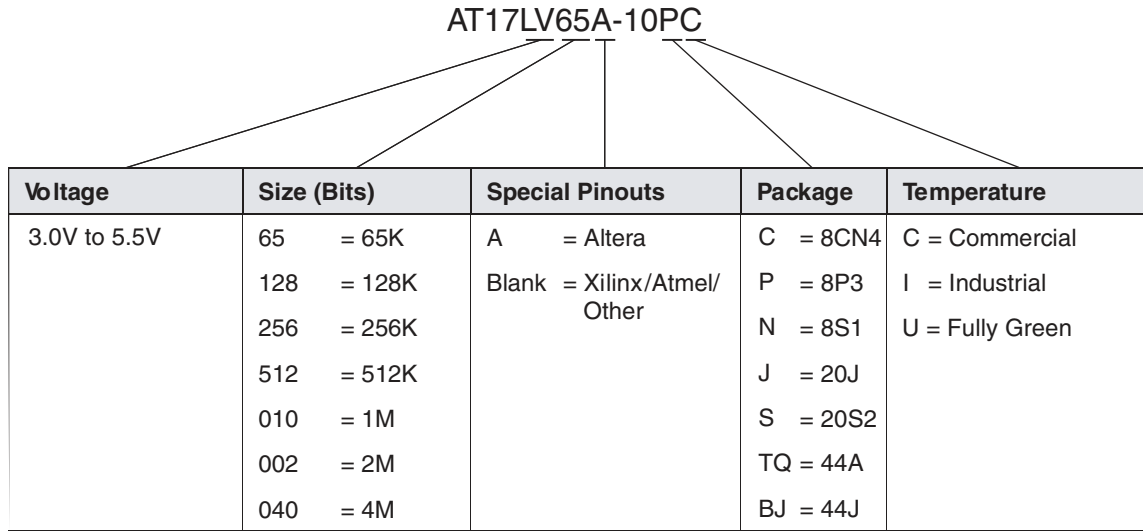 AT17LV65A-10PC
Voltage Size (Bits) Special Pinouts Package Temperature
3.0V to 5.5V 65 = 65K A = Altera C = 8CN4 C = Commercial
128 = 128K Blank = Xilinx/Atmel/ P = 8P3 I = Industrial
Other
256 = 256K N = 8S1 U = Fully Green
512 = 512K J = 20J
010 = 1M S = 20S2
002 = 2M TQ = 44A
040 = 4M BJ = 44J